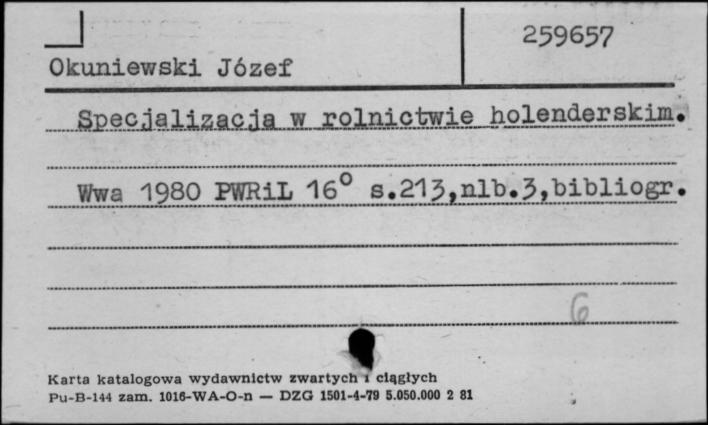 259657
Okuniewski Józef
Specjalizacja w rolnictwie holenderskim.
Wwa 1980 PWRiL 16° s.213,nlb.3,bibliogr.
6
Karta katalogowa wydawnictw zwartych i ciągłych
Pu-B-144 zam. 1016-WA-O-n — DZG 1501-4-79 5.050.000 2 81